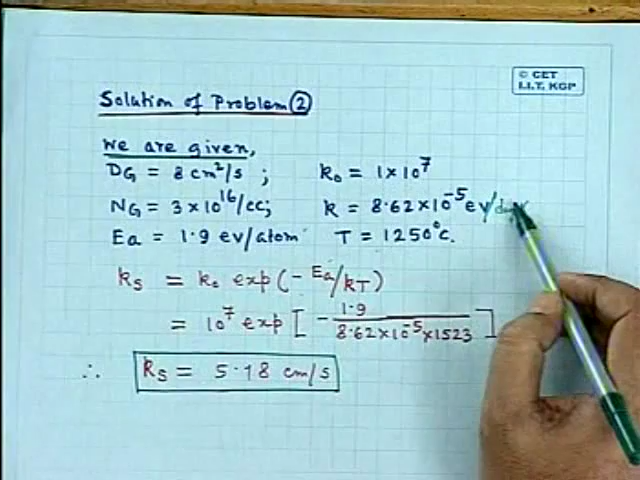 © CET
I.I.T. KGP
Solution of Problem ②
We are given,
DG = 8 cm²/s ; k₀ = 1 × 10⁷
NG = 3 × 10¹⁶/cc; k = 8.62 × 10⁻⁵ ev/
Ea = 1.9 ev/atom T = 1250°c.
kₛ = k₀ exp(- Ea/kT)
= 10⁷ exp [ - 1.9 / 8.62 × 10⁻⁵ × 1523 ]
∴ kₛ = 5.18 cm/s